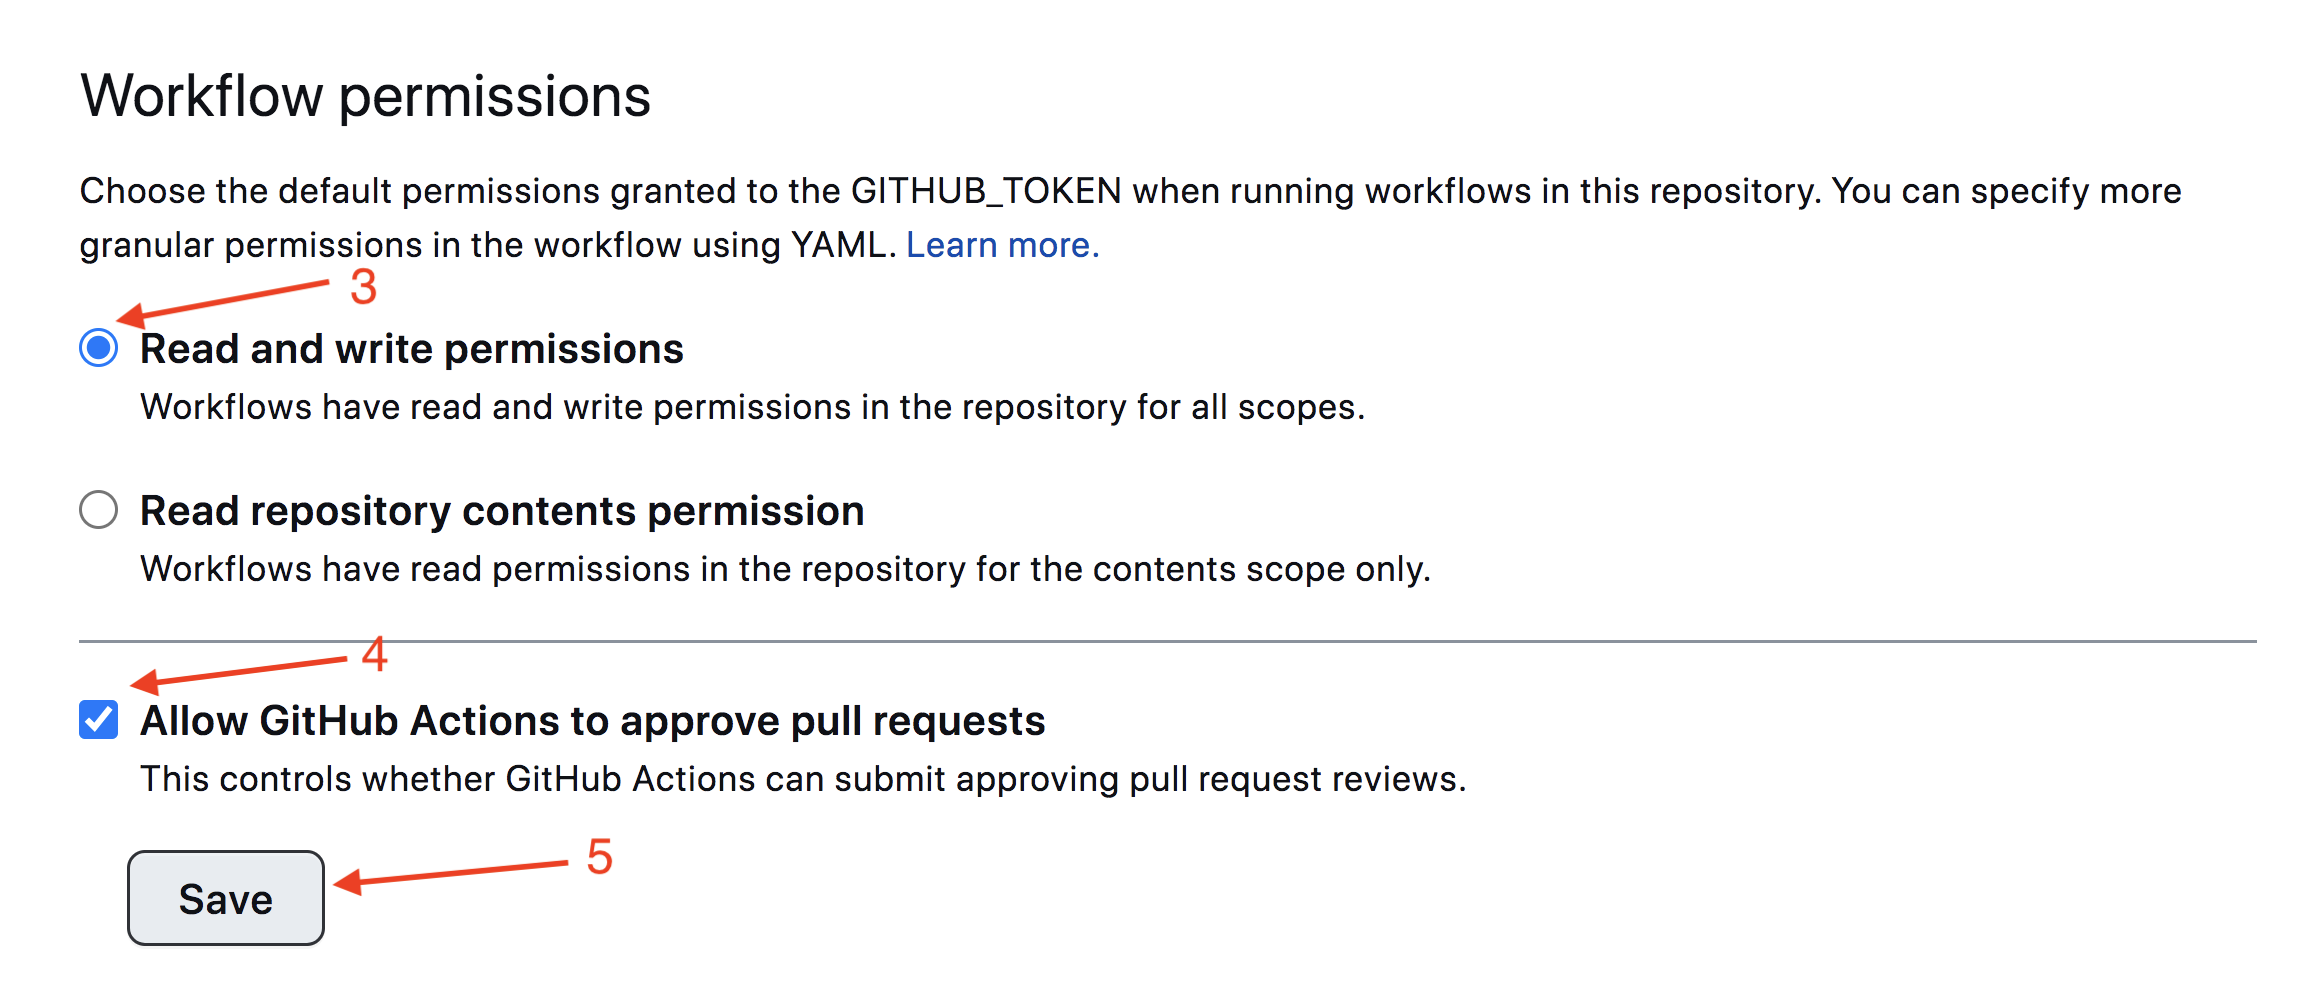 Workflow permissions
Choose the default permissions granted to the GITHUB_TOKEN when running workflows in this repository. You can specify more
granular permissions in the workflow using YAML. Learn more.
3
Read and write permissions
Workflows have read and write permissions in the repository for all scopes.
Read repository contents permission
Workflows have read permissions in the repository for the contents scope only.
4
Allow GitHub Actions to approve pull requests
This controls whether GitHub Actions can submit approving pull request reviews.
5
Save